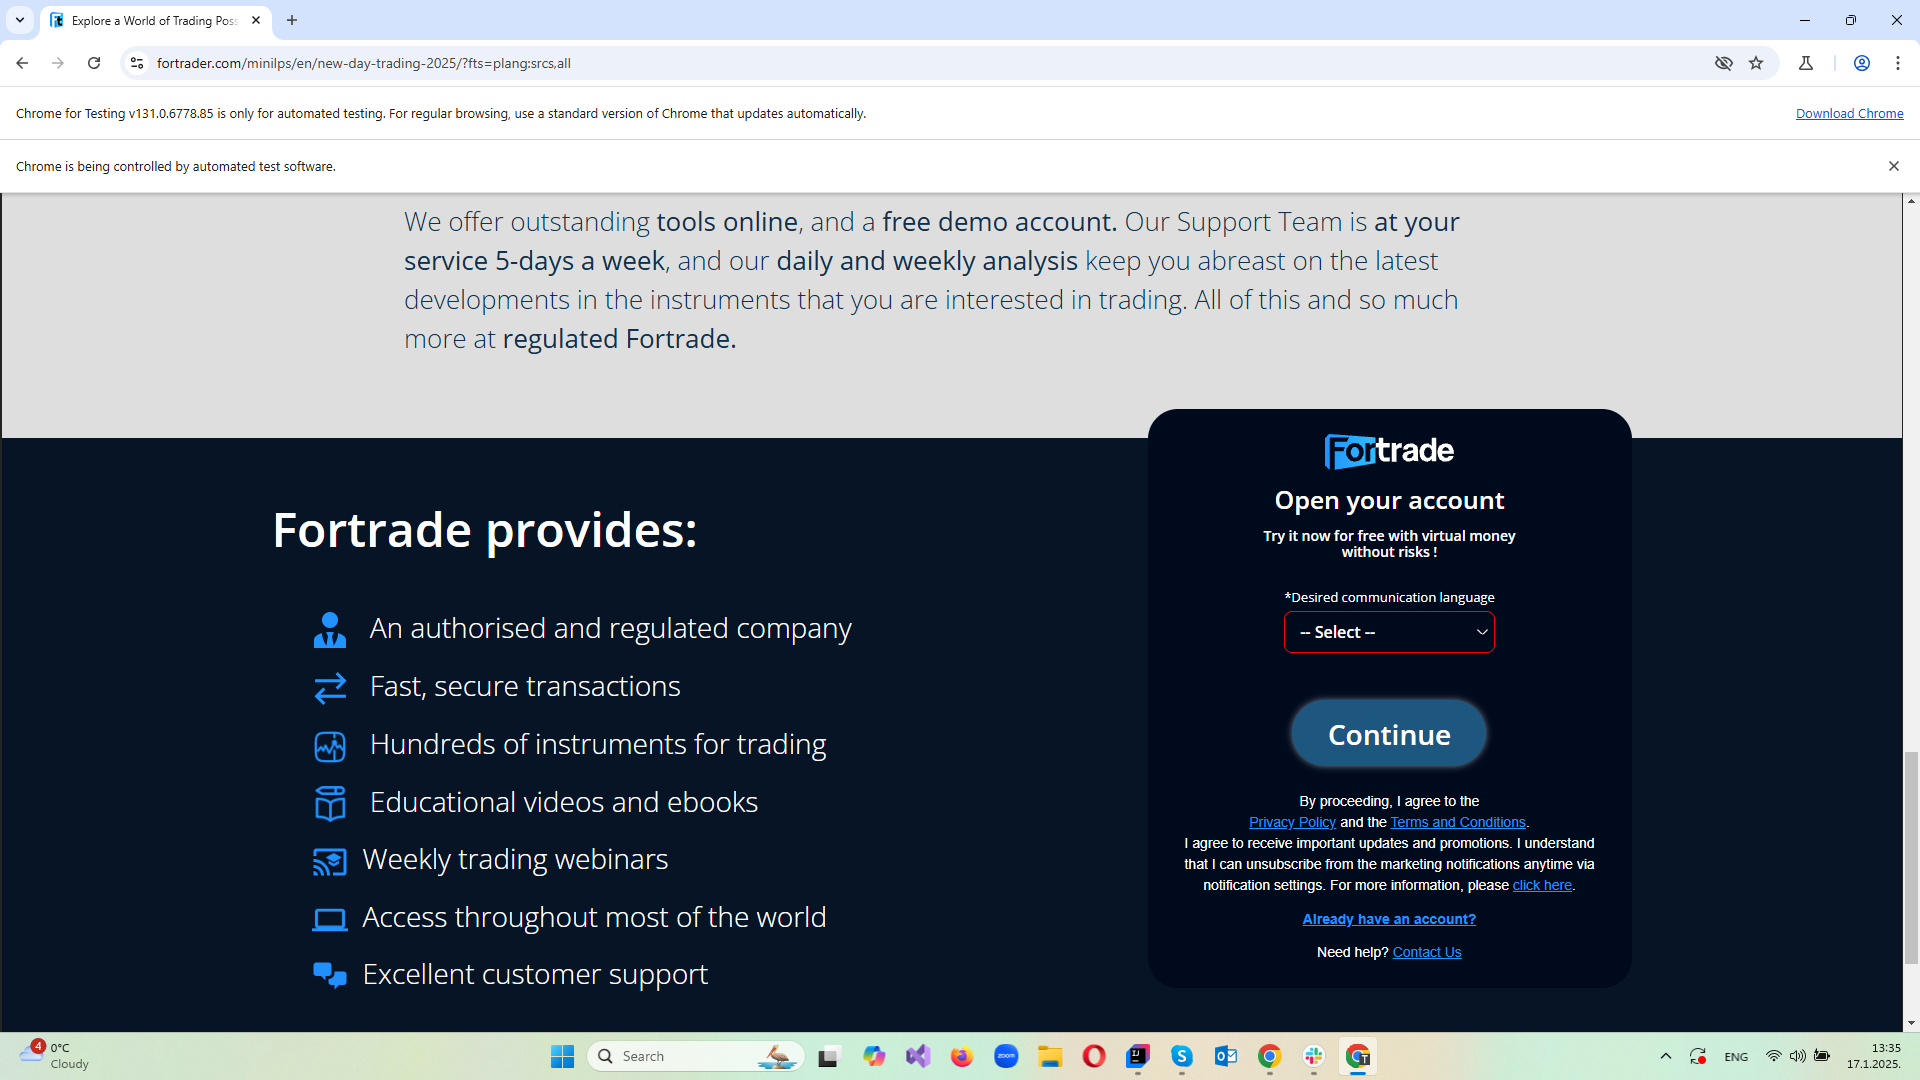 Explore a World of Trading Poss
fortrader.com/minilps/en/new-day-trading-2025/?fts=plang:srcs,all
Chrome for Testing v131.0.6778.85 is only for automated testing. For regular browsing, use a standard version of Chrome that updates automatically.
Download Chrome
Chrome is being controlled by automated test software.
We offer outstanding tools online, and a free demo account. Our Support Team is at your
service 5-days a week, and our daily and weekly analysis keep you abreast on the latest
developments in the instruments that you are interested in trading. All of this and so much
more at regulated Fortrade.
Fortrade provides:
An authorised and regulated company
Fast, secure transactions
Hundreds of instruments for trading
Educational videos and ebooks
Weekly trading webinars
Access throughout most of the world
Excellent customer support
Fortrade
Open your account
Try it now for free with virtual money
without risks !
*Desired communication language
-- Select --
Continue
By proceeding, I agree to the
Privacy Policy and the Terms and Conditions.
I agree to receive important updates and promotions. I understand
that I can unsubscribe from the marketing notifications anytime via
notification settings. For more information, please click here.
Already have an account?
Need help? Contact Us
4
0°C
Cloudy
Search
zoom
T
ENG
13:35
17.1.2025.